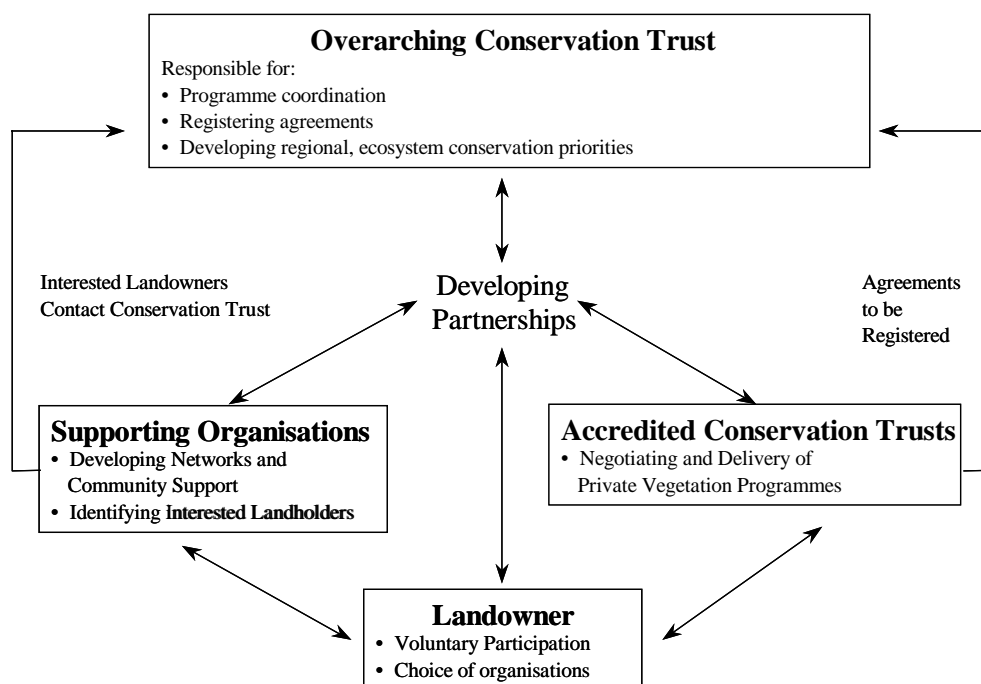 Overarching Conservation Trust
Responsible for:
• Programme coordination
• Registering agreements
• Developing regional, ecosystem conservation priorities
Interested Landowners
Contact Conservation Trust
Developing
Partnerships
Agreements
to be
Registered
Supporting Organisations
• Developing Networks and
Community Support
• Identifying Interested Landholders
Accredited Conservation Trusts
• Negotiating and Delivery of
Private Vegetation Programmes
Landowner
• Voluntary Participation
• Choice of organisations